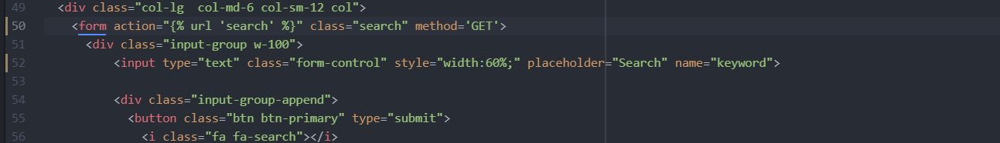 49 <div class="col-lg  col-md-6 col-sm-12 col">
50 <form action="{% url 'search' %}" class="search" method='GET'>
51 <div class="input-group w-100">
52 <input type="text" class="form-control" style="width:60%;" placeholder="Search" name="keyword">
53
54 <div class="input-group-append">
55 <button class="btn btn-primary" type="submit">
56 <i class="fa fa-search"></i>